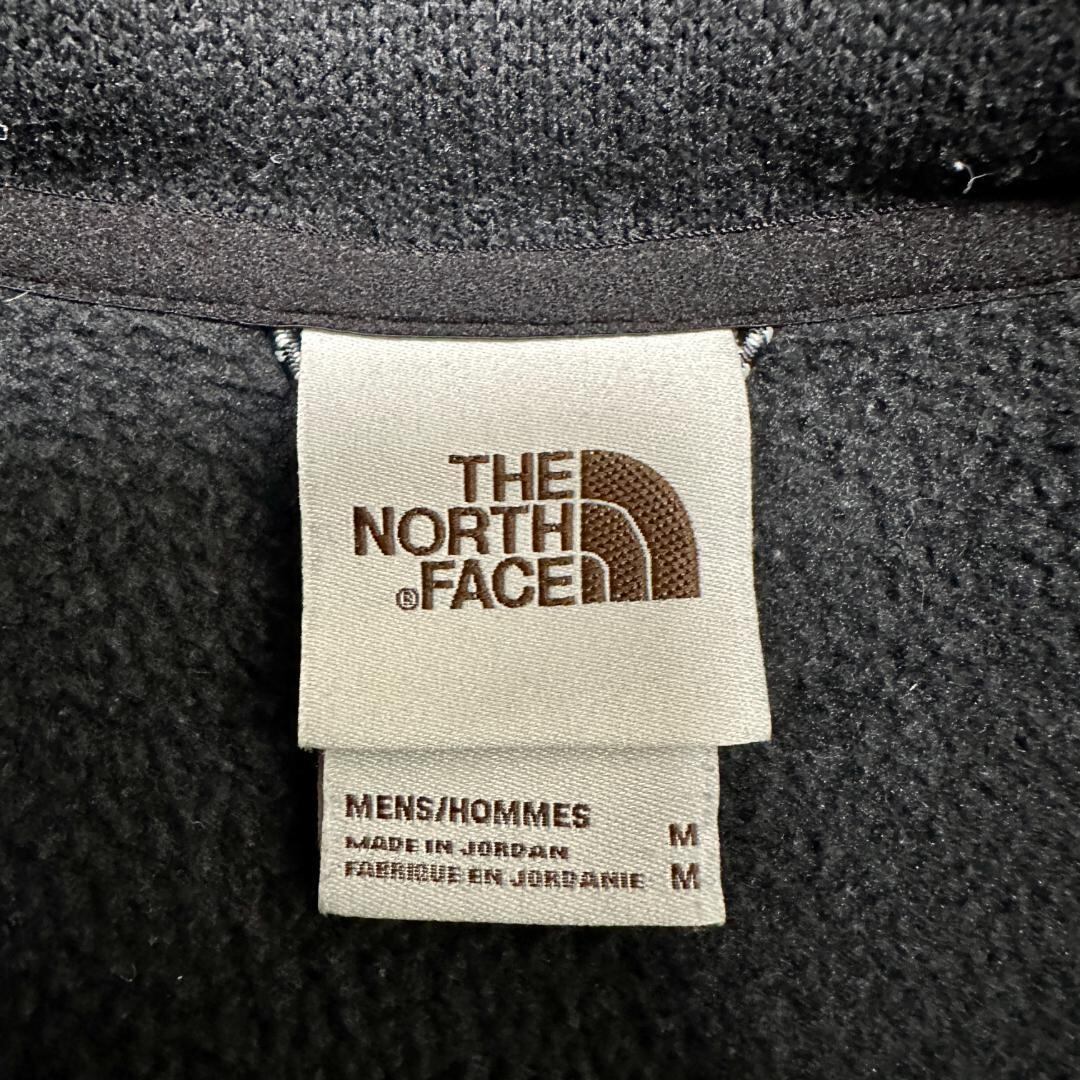 THE
NORTH
®FACE
MENS/HOMMES M
MADE IN JORDAN
FABRIQUE EN JORDANIE M